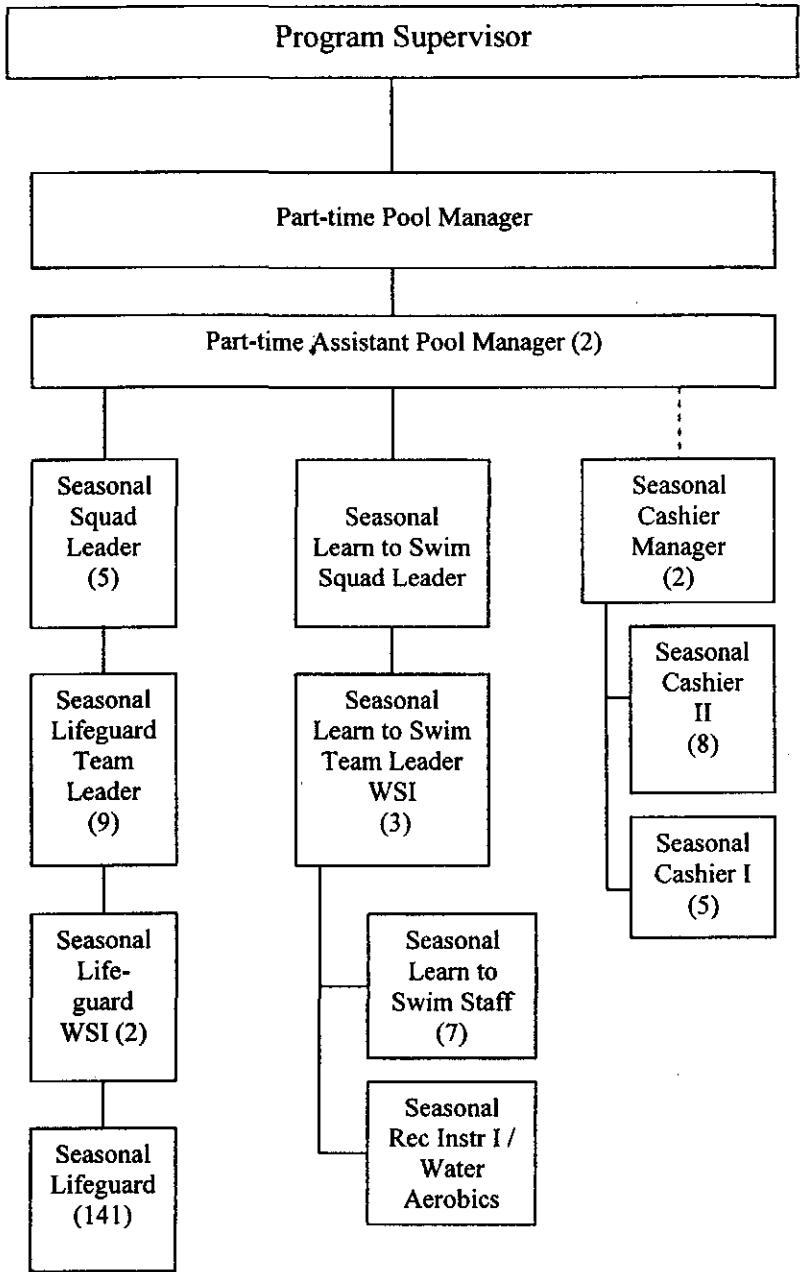 Program Supervisor
Part-time Pool Manager
Part-time Assistant Pool Manager (2)
Seasonal
Squad
Leader
(5)
Seasonal
Lifeguard
Team
Leader
(9)
Seasonal
Life-
guard
WSI (2)
Seasonal
Lifeguard
(141)
Seasonal
Learn to Swim
Squad Leader
Seasonal
Learn to Swim
Team Leader
WSI
(3)
Seasonal
Learn to
Swim Staff
(7)
Seasonal
Rec Instr I /
Water
Aerobics
Seasonal
Cashier
Manager
(2)
Seasonal
Cashier
II
(8)
Seasonal
Cashier I
(5)